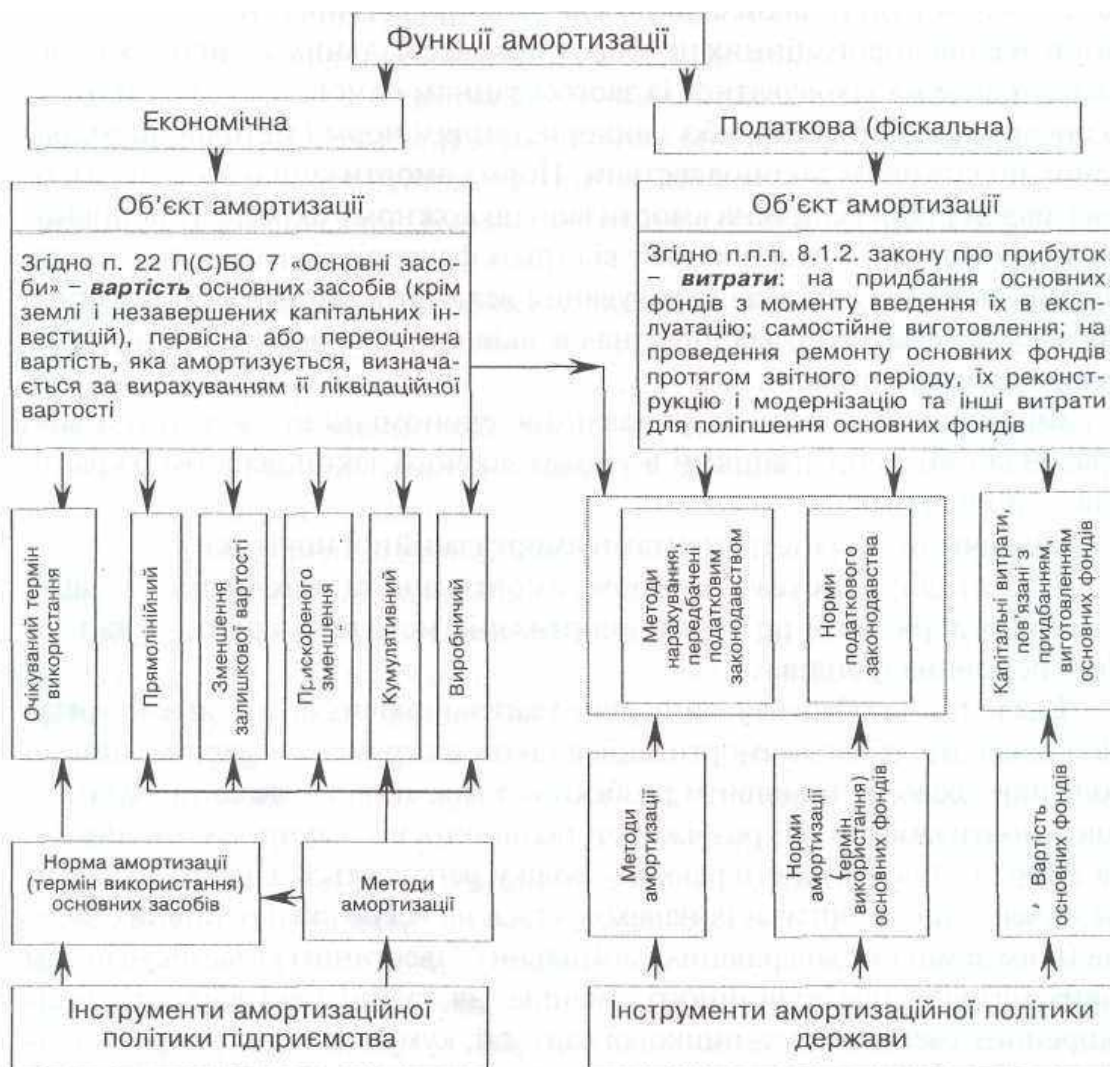 Функції амортизації
Економічна
Податкова (фіскальна)
Об'єкт амортизації
Згідно п. 22 П(С)БО 7 «Основні засо-
би» – вартість основних засобів (крім
землі і незавершених капітальних ін-
вестицій), первісна або переоцінена
вартість, яка амортизується, визнача-
ється за вирахуванням її ліквідаційної
вартості
Об'єкт амортизації
Згідно п.п.п. 8.1.2. закону про прибуток
– витрати: на придбання основних
фондів з моменту введення їх в експ-
луатацію; самостійне виготовлення; на
проведення ремонту основних фондів
протягом звітного періоду, їх реконст-
рукцію і модернізацію та інші витрати
для поліпшення основних фондів
Очікуваний термін
використання
Прямолінійний
Зменшення
залишкової вартості
Прискореного
зменшення
Кумулятивний
Виробничий
Методи
нарахування,
передбачені
податковим
законодавством
Норми
податкового
законодавства
Капітальні витрати,
пов'язані з
придбанням,
виготовленням
основних фондів
Норма амортизації
(термін використання)
основних засобів
Методи
амортизації
Методи
амортизації
Норми
амортизації
(термін
використання)
основних фондів
Вартість
основних фондів
Інструменти амортизаційної
політики підприємства
Інструменти амортизаційної політики
держави